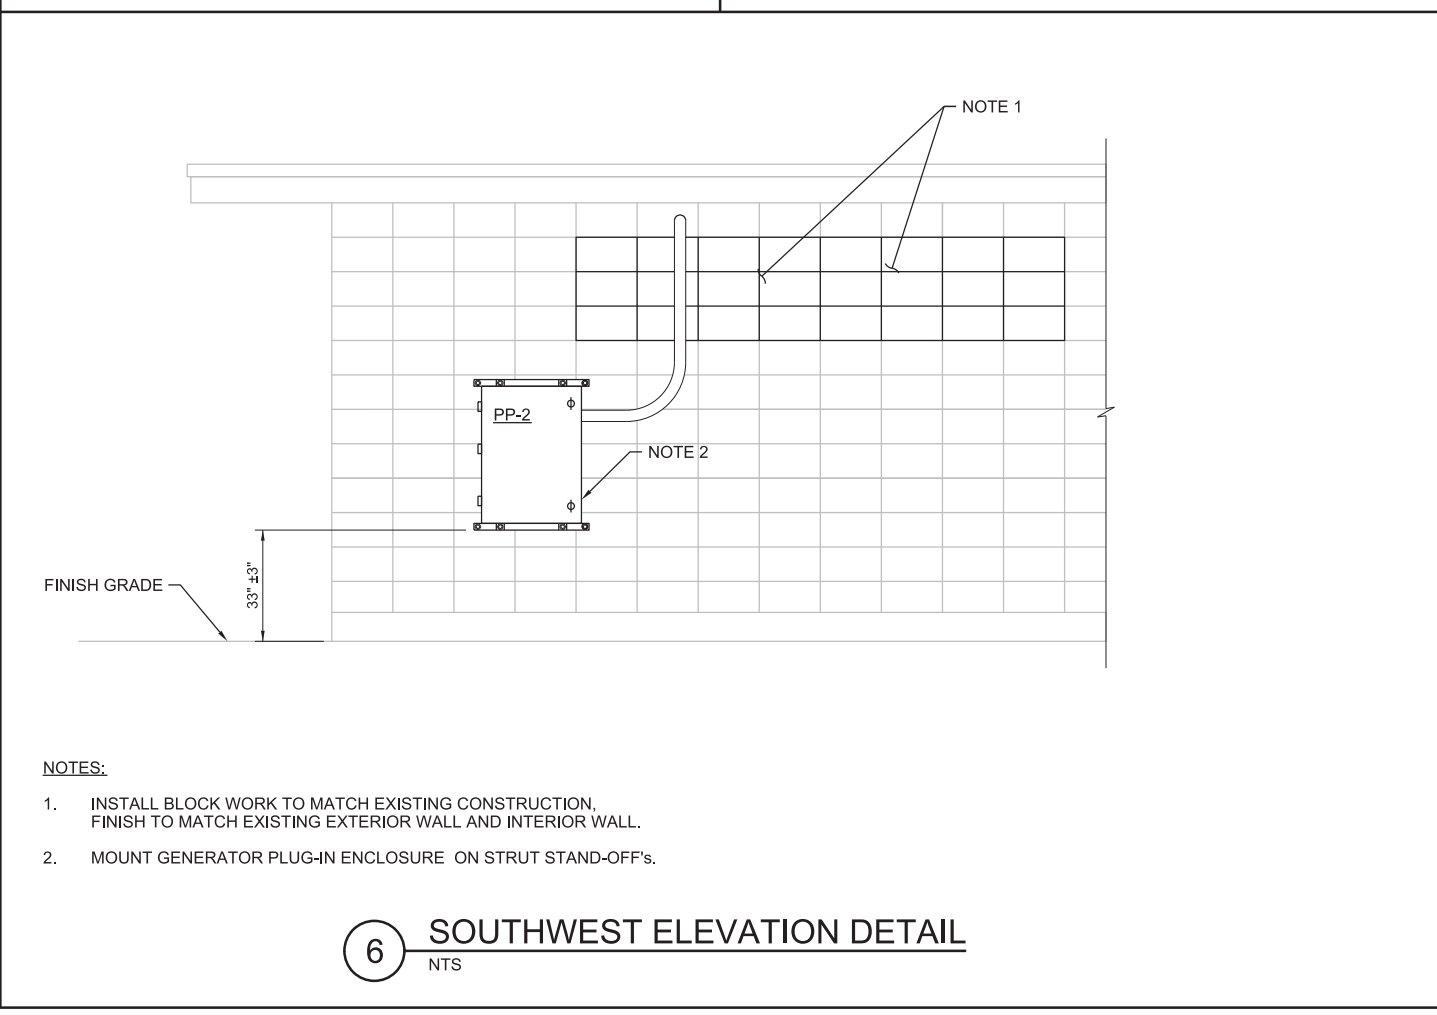 NOTE 1
PP-2
NOTE 2
33" ±3"
FINISH GRADE
NOTES:
1. INSTALL BLOCK WORK TO MATCH EXISTING CONSTRUCTION,
FINISH TO MATCH EXISTING EXTERIOR WALL AND INTERIOR WALL.
2. MOUNT GENERATOR PLUG-IN ENCLOSURE ON STRUT STAND-OFF's.
6 SOUTHWEST ELEVATION DETAIL
NTS